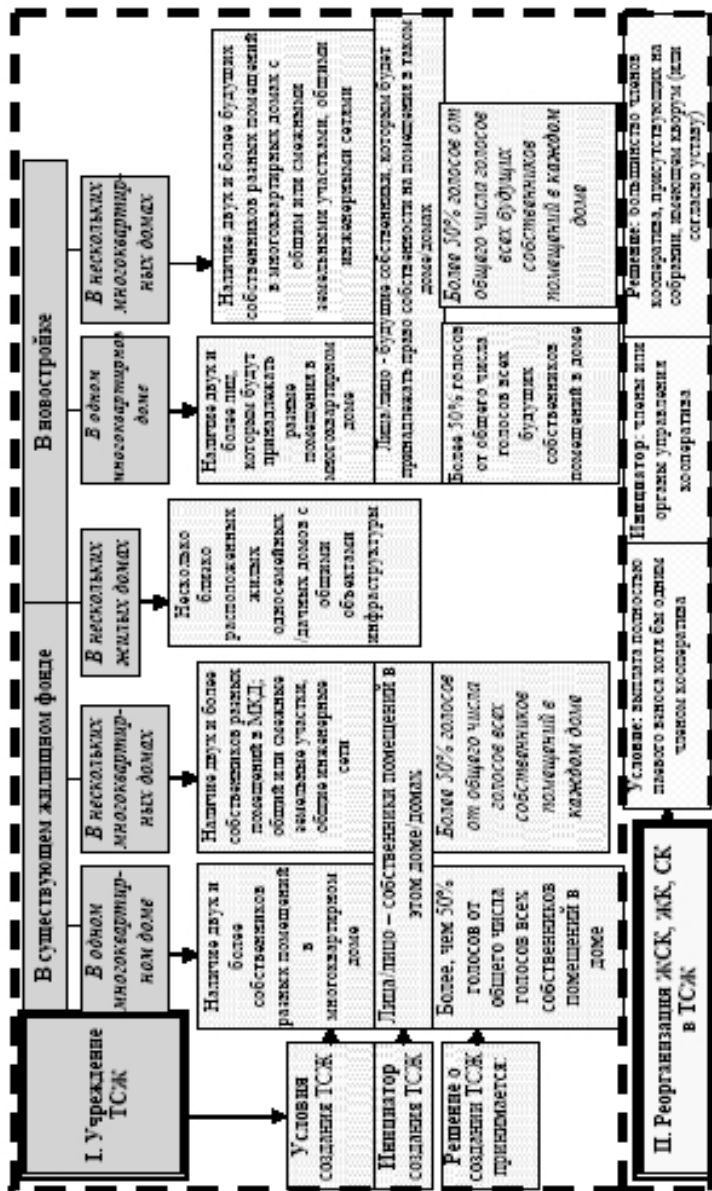 I. Учреждение
ТСЖ
В существующем жилищном фонде
В новостройке
В одном
многоквартир-
ном доме
В нескольких
многоквартир-
ных домах
В нескольких
жилых домах
В одном
многоквартирном
доме
В нескольких
многоквартир-
ных домах
Условия
создания ТСЖ
Наличие двух и
более
собственников
разных помещений
в
многоквартирном
доме
Наличие двух и более
собственников разных
помещений в МКД;
общий или смежные
земельные участки,
общие инженерные
сети
Несколько
близко
расположенных
жилых
односемейных
/дачных домов с
общими
объектами
инфраструктуры
Наличие двух и
более лиц,
которым будут
принадлежать
разные
помещения в
многоквартирном
доме
Наличие двух и более будущих
собственников разных помещений
в многоквартирных домах с
общим или смежными
земельными участками, общими
инженерными сетями
Инициатор
создания ТСЖ
Лица/лицо – собственники помещений в
этом доме/домах
Лица/лицо - будущие собственники, которым будет
принадлежать право собственности на помещения в таком
доме/домах
Решение о
создании ТСЖ
принимается:
Более, чем 50%
голосов от
общего числа
голосов всех
собственников
помещений в
доме
Более 50% голосов
от общего числа
голосов всех
собственников
помещений в
каждом доме
Более 50% голосов
от общего числа
голосов всех
будущих
собственников
помещений в доме
Более 50% голосов от
общего числа голосов
всех будущих
собственников
помещений в каждом
доме
II. Реорганизация ЖСК, ЖК, СК
в ТСЖ
Условие: выплата полностью
паевого взноса хотя бы одним
членом кооператива
Инициатор: члены или
органы управления
кооператива
Решение: большинство членов
кооператива, присутствующих на
собрании, имеющем кворум (или
согласно уставу)